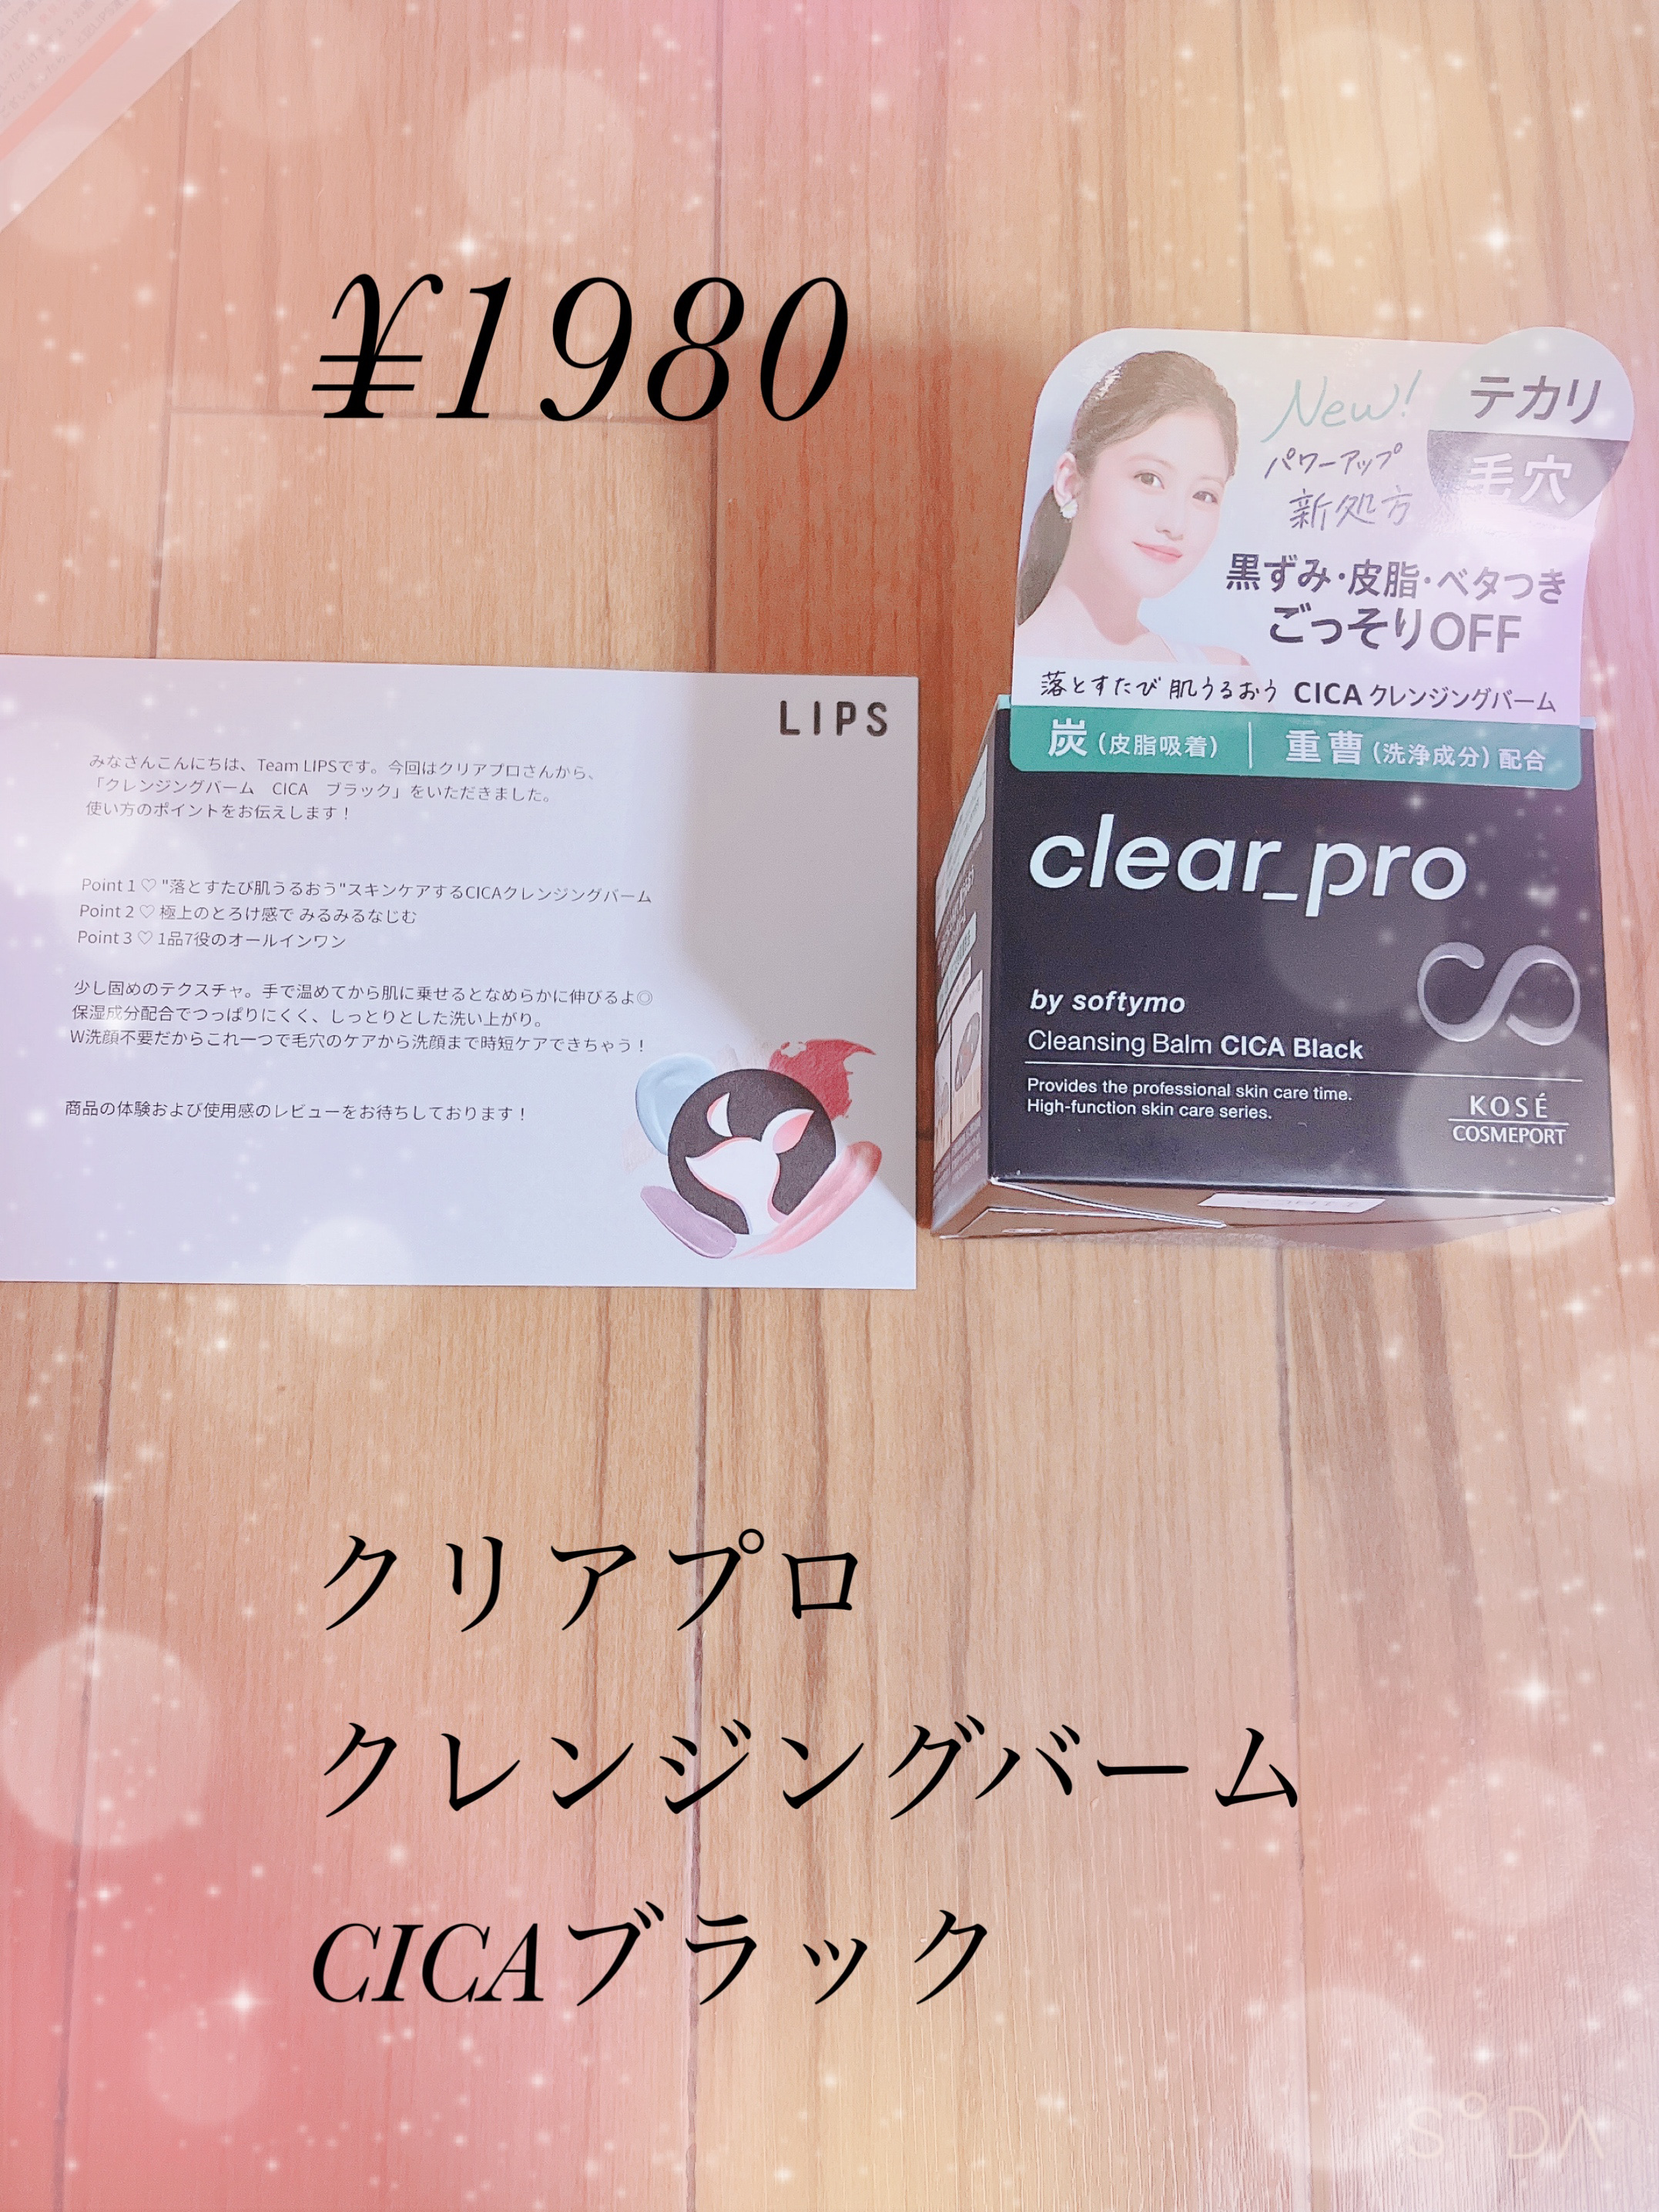 ¥1980
New!
パワーアップ
新処方
テカリ
毛穴
黒ずみ・皮脂・ベタつき
ごっそりOFF
落とすたび 肌うるおう CICA クレンジングバーム
炭(皮脂吸着) 重曹(洗浄成分)配合
clear_pro
by softymo
Cleansing Balm CICA Black
Provides the professional skin care time.
High-function skin care series.
KOSÉ
COSMEPORT
LIPS
みなさんこんにちは、Team LIPSです。今回はクリアプロさんから、
「クレンジングバーム　CICA　ブラック」をいただきました。
使い方のポイントをお伝えします!
Point 1 ♡ "落とすたび肌うるおう"スキンケアするCICAクレンジングバーム
Point 2 ♡ 極上のとろけ感で みるみるなじむ
Point 3 ♡ 1品7役のオールインワン
少し固めのテクスチャ。手で温めてから肌に乗せるとなめらかに伸びるよ◎
保湿成分配合でつっぱりにくく、しっとりとした洗い上がり。
W洗顔不要だからこれ一つで毛穴のケアから洗顔まで時短ケアできちゃう!
商品の体験および使用感のレビューをお待ちしております!
クリアプロ
クレンジングバーム
CICAブラック
SODA